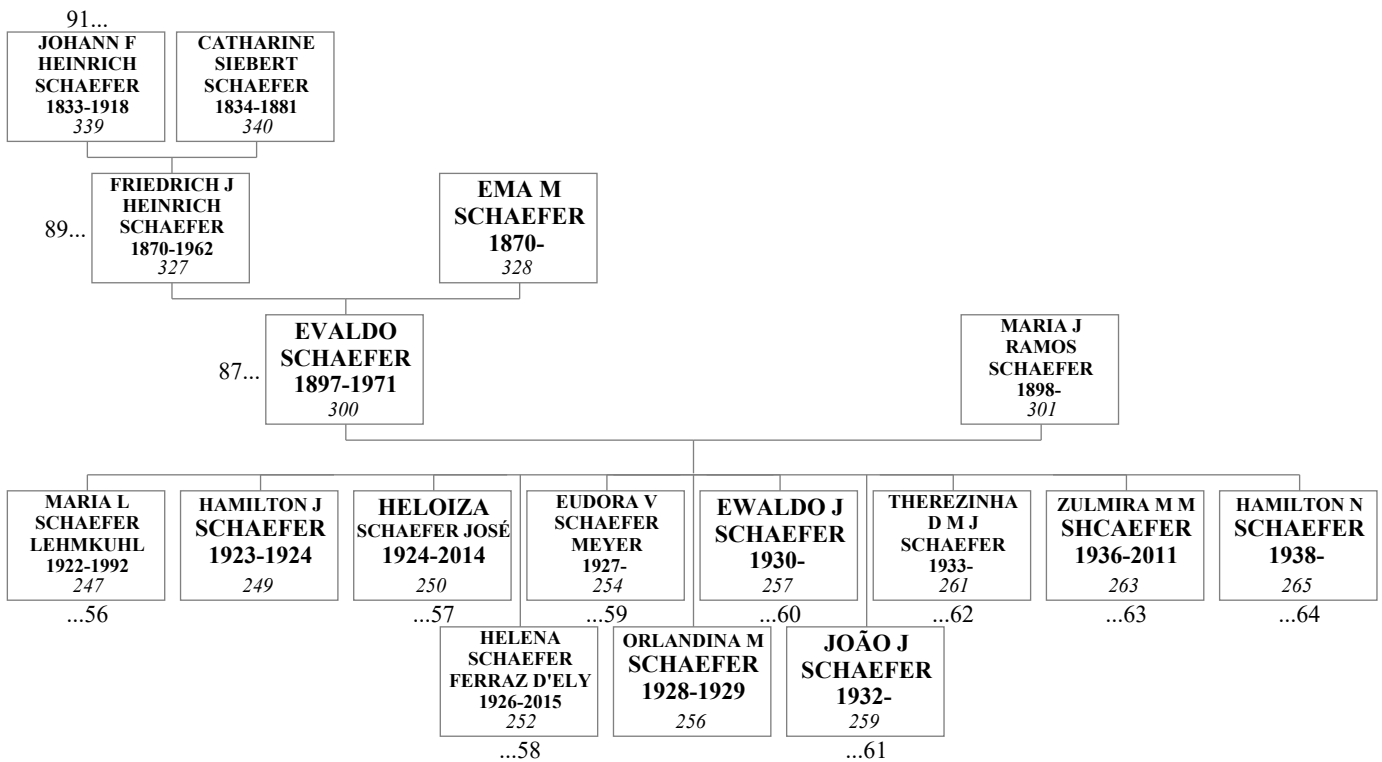 91...
JOHANN F
HEINRICH
SCHAEFER
1833-1918
339
CATHARINE
SIEBERT
SCHAEFER
1834-1881
340
89...
FRIEDRICH J
HEINRICH
SCHAEFER
1870-1962
327
EMA M
SCHAEFER
1870-
328
87...
EVALDO
SCHAEFER
1897-1971
300
MARIA J
RAMOS
SCHAEFER
1898-
301
MARIA L
SCHAEFER
LEHMKUHL
1922-1992
247
...56
HAMILTON J
SCHAEFER
1923-1924
249
HELOIZA
SCHAEFER JOSÉ
1924-2014
250
...57
EUDORA V
SCHAEFER
MEYER
1927-
254
...59
EWALDO J
SCHAEFER
1930-
257
...60
THEREZINHA
D M J
SCHAEFER
1933-
261
...62
ZULMIRA M M
SHCAEFER
1936-2011
263
...63
HAMILTON N
SCHAEFER
1938-
265
...64
HELENA
SCHAEFER
FERRAZ D'ELY
1926-2015
252
...58
ORLANDINA M
SCHAEFER
1928-1929
256
JOÃO J
SCHAEFER
1932-
259
...61